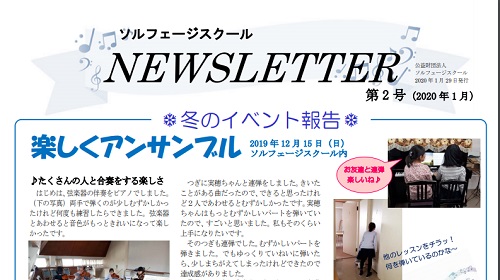 ソルフェージスクール
NEWSLETTER
公益財団法人
ソルフェージスクール
2020年1月29日発行
第2号（2020年1月）
❄冬のイベント報告❄
楽しくアンサンブル
2019年12月15日（日）
ソルフェージスクール内
♪たくさんの人と合奏をする楽しさ
はじめは、弦楽器の伴奏をピアノでしました。
（下の写真）両手で弾くのが少しむずかしかっ
たけれど何度も練習したらできました。弦楽器
とあわせると音色がもっときれいになって楽し
かったです。
つぎに実穂ちゃんと連弾をしました。きいた
ことがある曲だったので、できると思ったけれ
ど2人であわせるとむずかしかったです。実穂
ちゃんはもっとむずかしいパートを弾いていた
ので、すごいと思いました。私もそのくらい
上手になりたいです。
そのつぎも連弾でした。むずかしいパートを
弾きました。でもゆっくりていねいに弾いた
ら、少しまちがえてしまったけれどできたので
達成感がありました。
お友達と連弾
楽しいね♪
他のレッスンをチラッ！
何を弾いているのかな～